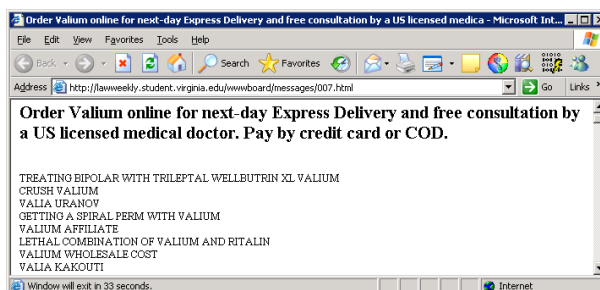 Order Valium online for next-day Express Delivery and free consultation by a US licensed medica - Microsoft Int...
File Edit View Favorites Tools Help
Back Search Favorites
Address http://lawweekly.student.virginia.edu/wwwboard/messages/007.html Go Links
Order Valium online for next-day Express Delivery and free consultation by
a US licensed medical doctor. Pay by credit card or COD.
TREATING BIPOLAR WITH TRILEPTAL WELLBUTRIN XL VALIUM
CRUSH VALIUM
VALIA URANOV
GETTING A SPIRAL PERM WITH VALIUM
VALIUM AFFILIATE
LETHAL COMBINATION OF VALIUM AND RITALIN
VALIUM WHOLESALE COST
VALIA KAKOUTI
Window will exit in 33 seconds. Internet